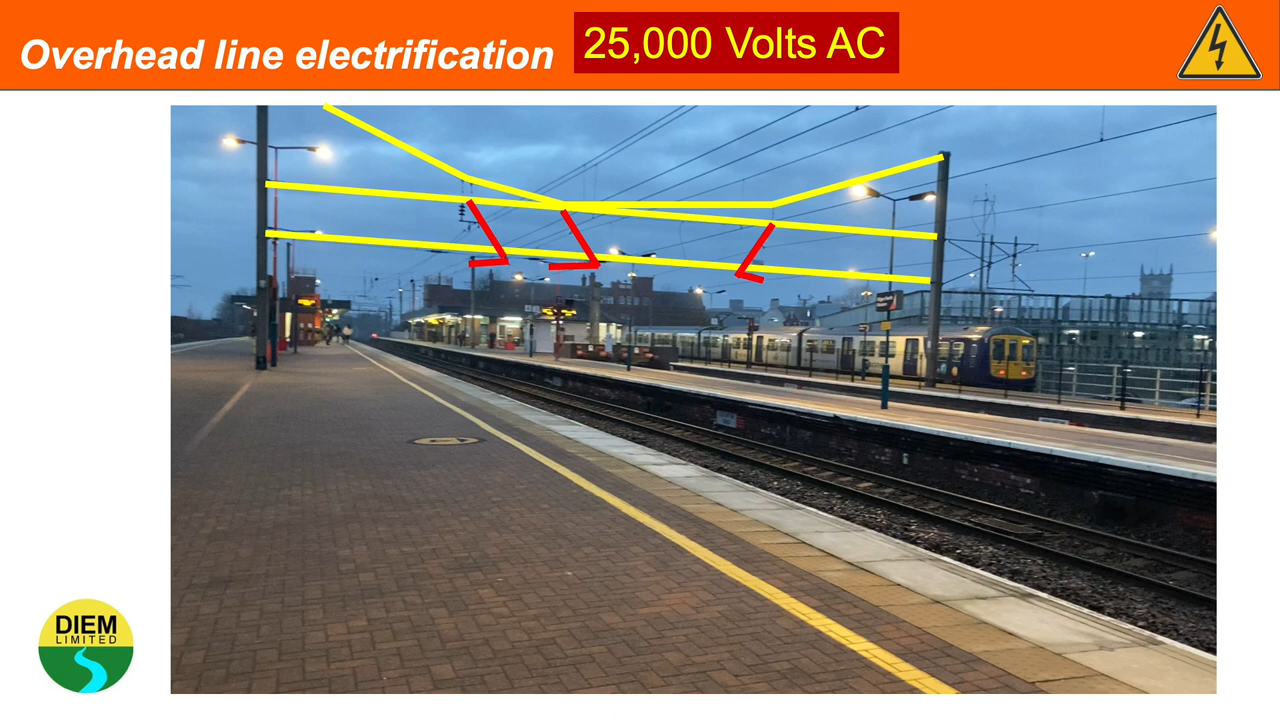 Overhead line electrification
25,000 Volts AC
DIEM
LIMITED